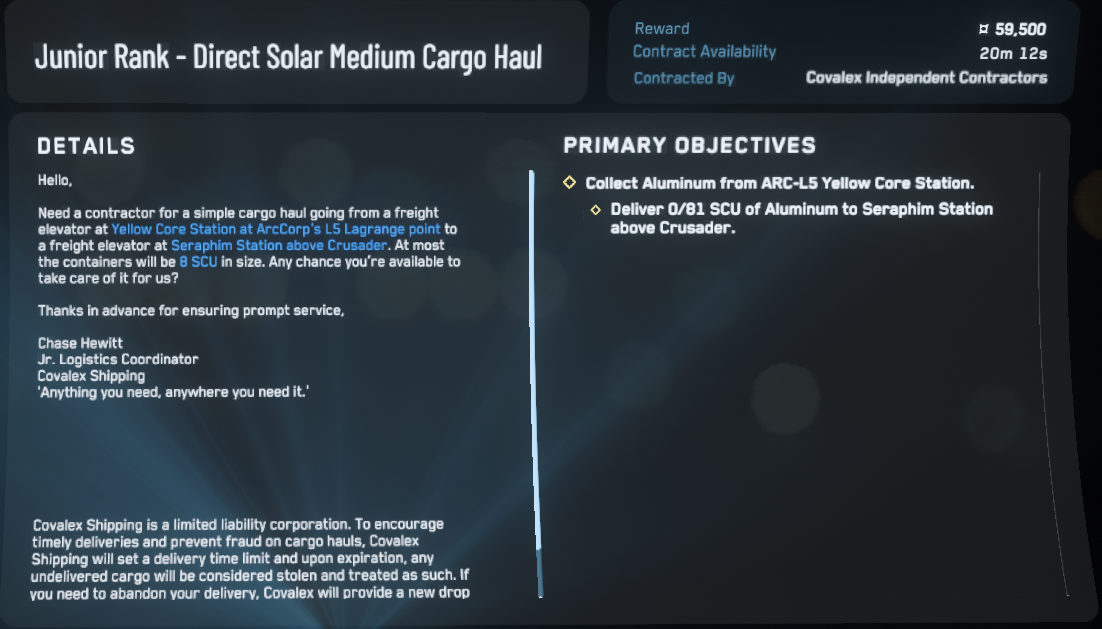 Junior Rank - Direct Solar Medium Cargo Haul
Reward ¤ 59,500
Contract Availability 20m 12s
Contracted By Covalex Independent Contractors
DETAILS
Hello,
Need a contractor for a simple cargo haul going from a freight
elevator at Yellow Core Station at ArcCorp's L5 Lagrange point to
a freight elevator at Seraphim Station above Crusader. At most
the containers will be 8 SCU in size. Any chance you're available to
take care of it for us?
Thanks in advance for ensuring prompt service,
Chase Hewitt
Jr. Logistics Coordinator
Covalex Shipping
'Anything you need, anywhere you need it.'
Covalex Shipping is a limited liability corporation. To encourage
timely deliveries and prevent fraud on cargo hauls, Covalex
Shipping will set a delivery time limit and upon expiration, any
undelivered cargo will be considered stolen and treated as such. If
you need to abandon your delivery, Covalex will provide a new drop
PRIMARY OBJECTIVES
Collect Aluminum from ARC-L5 Yellow Core Station.
Deliver 0/81 SCU of Aluminum to Seraphim Station
above Crusader.